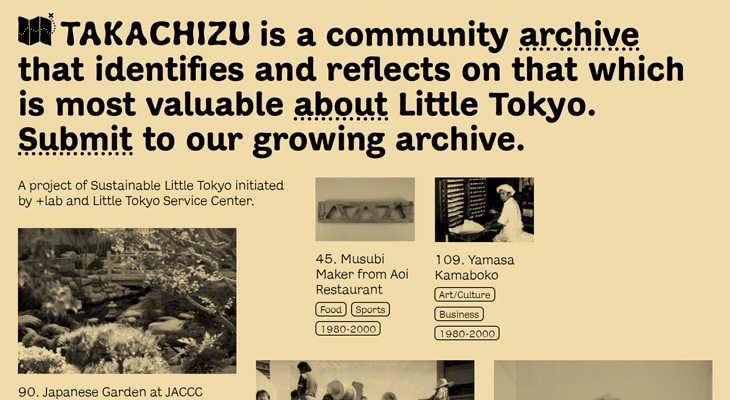 TAKACHIZU is a community archive
that identifies and reflects on that which
is most valuable about Little Tokyo.
Submit to our growing archive.
A project of Sustainable Little Tokyo initiated
by +lab and Little Tokyo Service Center.
45. Musubi
Maker from Aoi
Restaurant
Food Sports
1980-2000
109. Yamasa
Kamaboko
Art/Culture
Business
1980-2000
90. Japanese Garden at JACCC